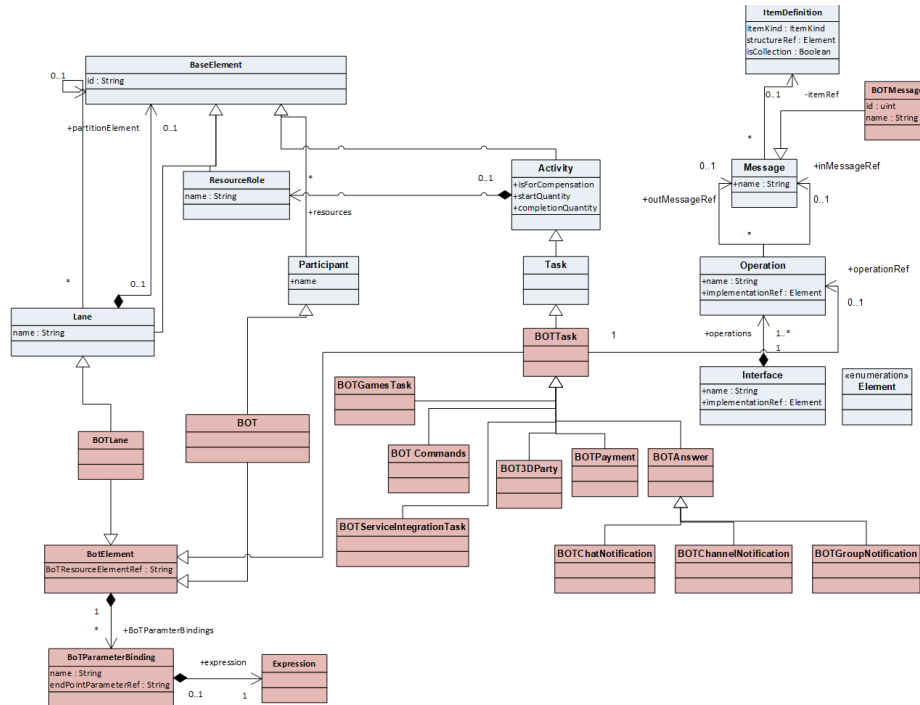 ItemDefinition
itemKind : ItemKind
structureRef : Element
isCollection : Boolean
BaseElement
id : String
0..1
+partitionElement
0..1
0..1
-itemRef
BOTMessage
id : uint
name : String
*
ResourceRole
name : String
*
0..1
Activity
+isForCompensation
+startQuantity
+completionQuantity
0..1
Message
+name : String
+inMessageRef
+outMessageRef
0..1
+resources
*
Participant
+name
Task
Operation
+name : String
+implementationRef : Element
+operationRef
0..1
*
0..1
Lane
name : String
BOTTask
1
+operations
1..*
1
Interface
+name : String
+implementationRef : Element
«enumeration»
Element
BOTGamesTask
BOT
BOTLane
BOT Commands
BOT3DParty
BOTPayment
BOTAnswer
BOTServiceIntegrationTask
BOTChatNotification
BOTChannelNotification
BOTGroupNotification
BotElement
BoTResourceElementRef : String
1
*
+BoTParamterBindings
BoTParameterBinding
name : String
endPointParameterRef : String
+expression
0..1
1
Expression